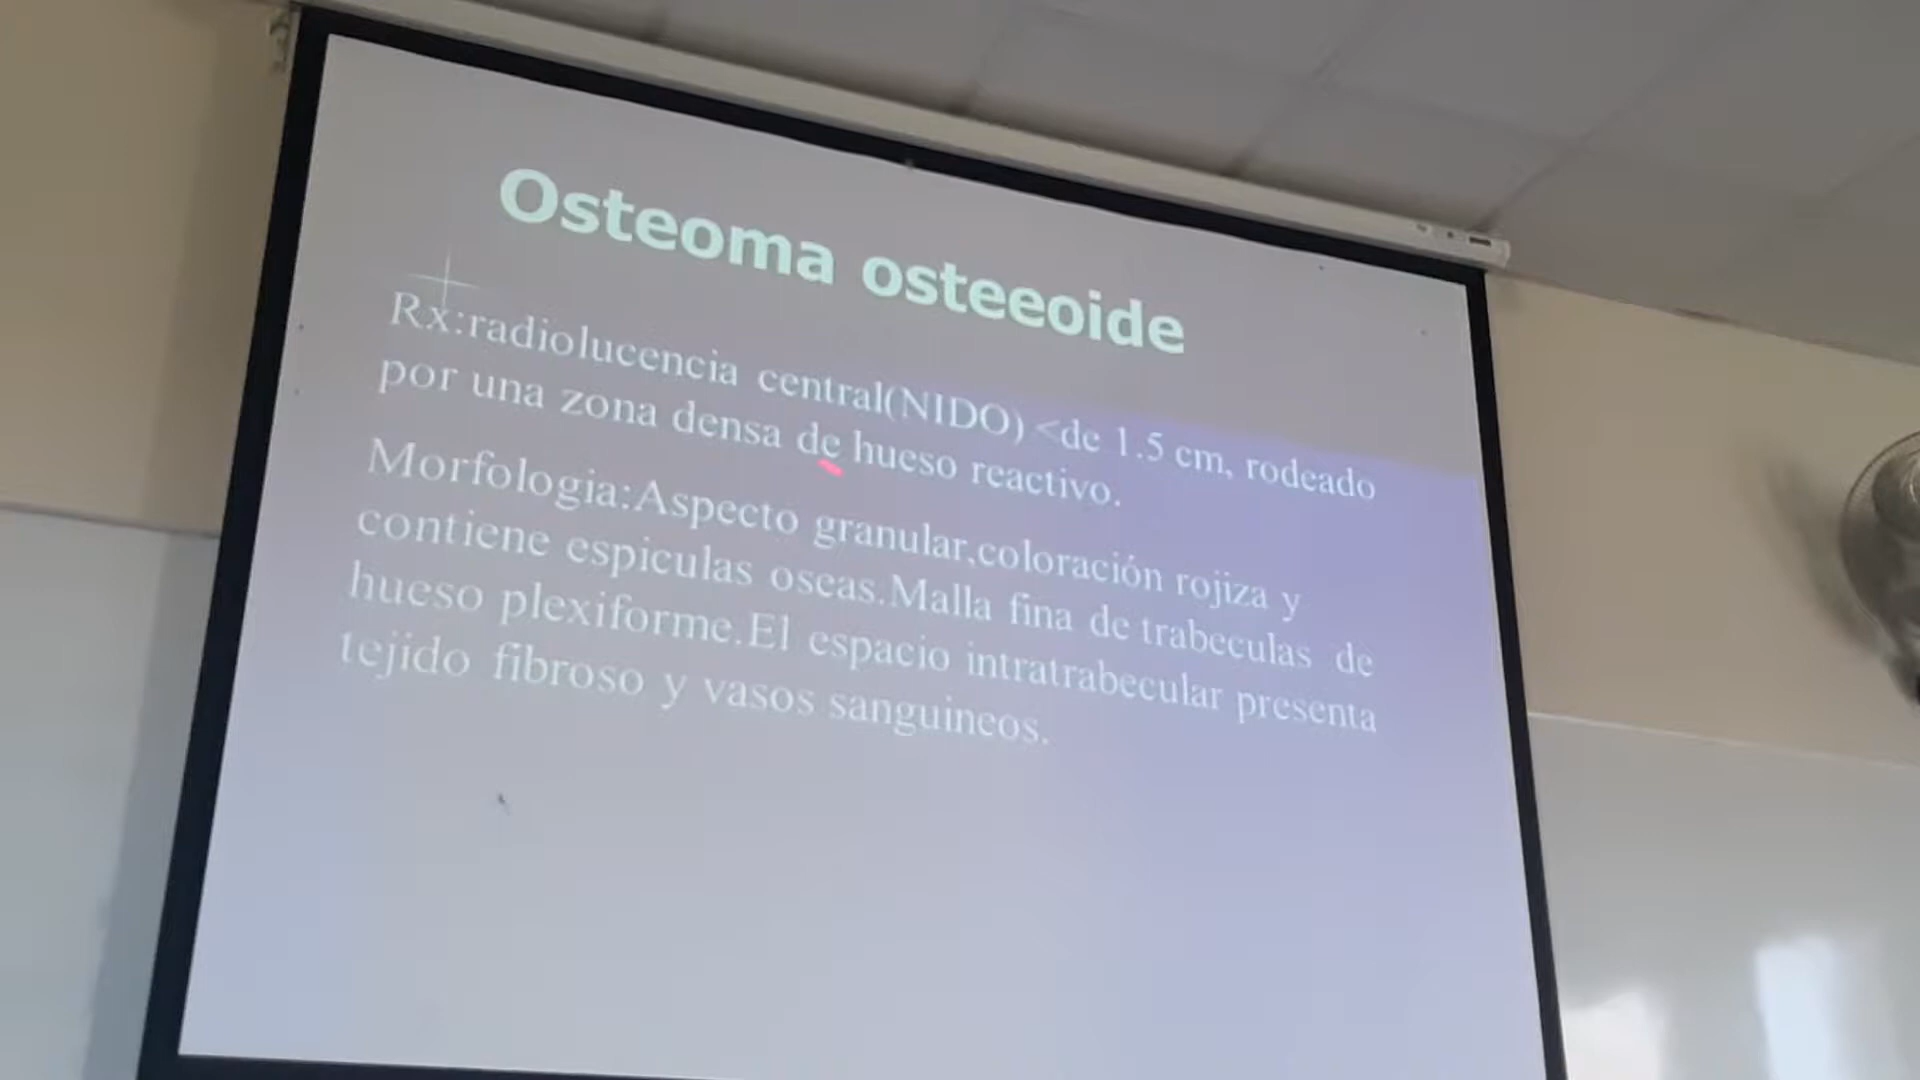 Osteoma osteeoide
Rx:radiolucencia central(NIDO) <de 1.5 cm, rodeado
por una zona densa de hueso reactivo.
Morfologia:Aspecto granular,coloración rojiza y
contiene espiculas oseas.Malla fina de trabeculas de
hueso plexiforme.El espacio intratrabecular presenta
tejido fibroso y vasos sanguineos.